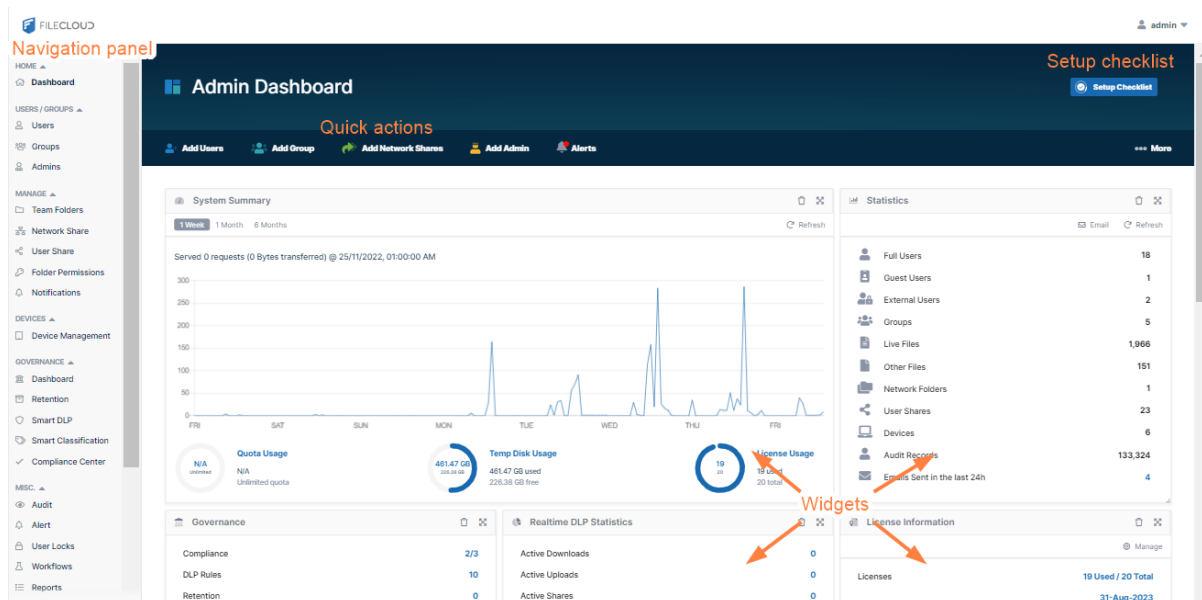 FILECLOUD
admin
Navigation panel
HOME
Dashboard
USERS / GROUPS
Users
Groups
Admins
MANAGE
Team Folders
Network Share
User Share
Folder Permissions
Notifications
DEVICES
Device Management
GOVERNANCE
Dashboard
Retention
Smart DLP
Smart Classification
Compliance Center
MISC.
Audit
Alert
User Locks
Workflows
Reports
Admin Dashboard
Setup checklist
Setup Checklist
Quick actions
Add Users Add Group Add Network Shares Add Admin Alerts More
System Summary
1 Week 1 Month 6 Months Refresh
Served 0 requests (0 Bytes transferred) @ 25/11/2022, 01:00:00 AM
300
250
200
150
100
50
0
FRI SAT SUN MON TUE WED THU FRI
N/A
Unlimited
Quota Usage
N/A
Unlimited quota
461.47 GB
226.38 GB
Temp Disk Usage
461.47 GB used
226.38 GB free
19
20
License Usage
19 used
20 total
Statistics
Email Refresh
Full Users 18
Guest Users 1
External Users 2
Groups 5
Live Files 1,966
Other Files 151
Network Folders 1
User Shares 23
Devices 6
Audit Records 133,324
Emails Sent in the last 24h 4
Widgets
Governance
Compliance 2/3
DLP Rules 10
Retention 0
Realtime DLP Statistics
Active Downloads 0
Active Uploads 0
Active Shares 0
License Information
Manage
Licenses 19 Used / 20 Total
31-Aug-2023